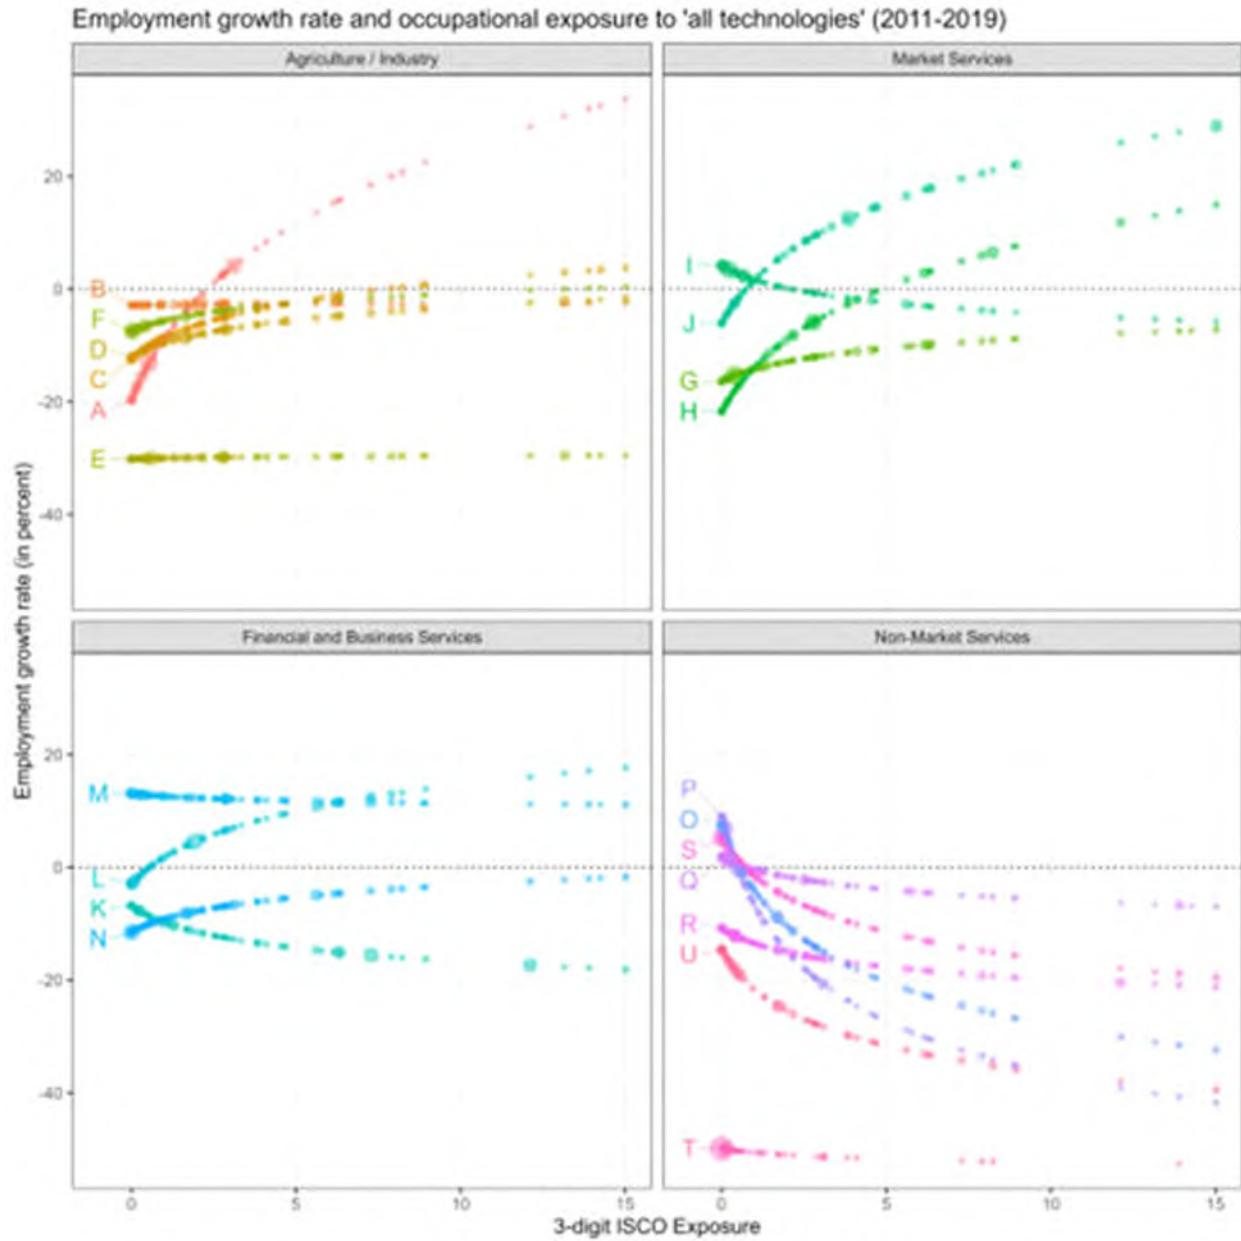 Employment growth rate and occupational exposure to 'all technologies' (2011-2019)
Agriculture / Industry
Market Services
20
0
-20
-40
B
F
D
C
A
E
I
J
G
H
Employment growth rate (in percent)
Financial and Business Services
Non-Market Services
20
0
-20
-40
M
L
K
N
P
O
S
Q
R
U
T
0 5 10 15
0 5 10 15
3-digit ISCO Exposure